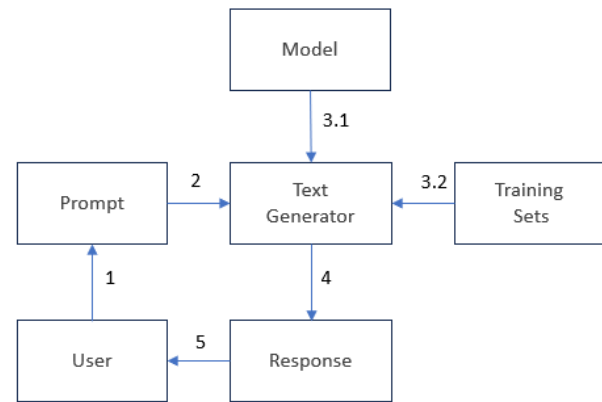 Model
3.1
Prompt
2
Text
Generator
3.2
Training
Sets
1
4
User
5
Response